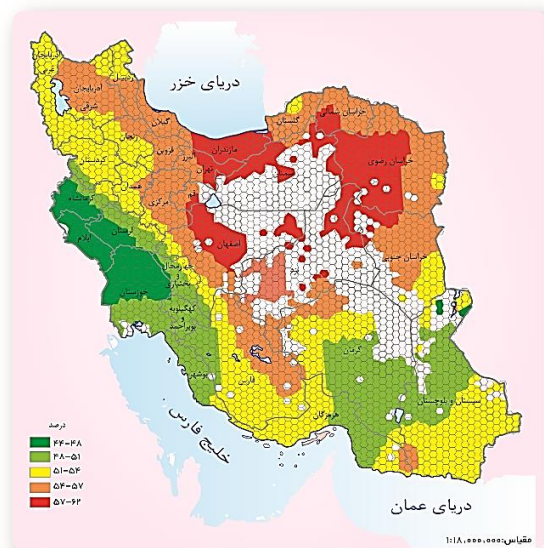 دریای خزر
آذربایجان
غربی
اردبیل
آذربایجان
شرقی
گیلان
زنجان
کردستان
قزوین
البرز
تهران
مازندران
گلستان
خراسان شمالی
خراسان رضوی
سمنان
همدان
مرکزی
قم
کرمانشاه
لرستان
ایلام
اصفهان
خراسان جنوبی
یزد
چهارمحال
بختیاری
خوزستان
کهگیلویه
و
بویراحمد
فارس
کرمان
بوشهر
هرمزگان
سیستان و بلوچستان
خلیج فارس
دریای عمان
درصد
۴۴-۴۸
۴۸-۵۱
۵۱-۵۴
۵۴-۵۷
۵۷-۶۲
مقیاس:۱:۱۸,۰۰۰,۰۰۰